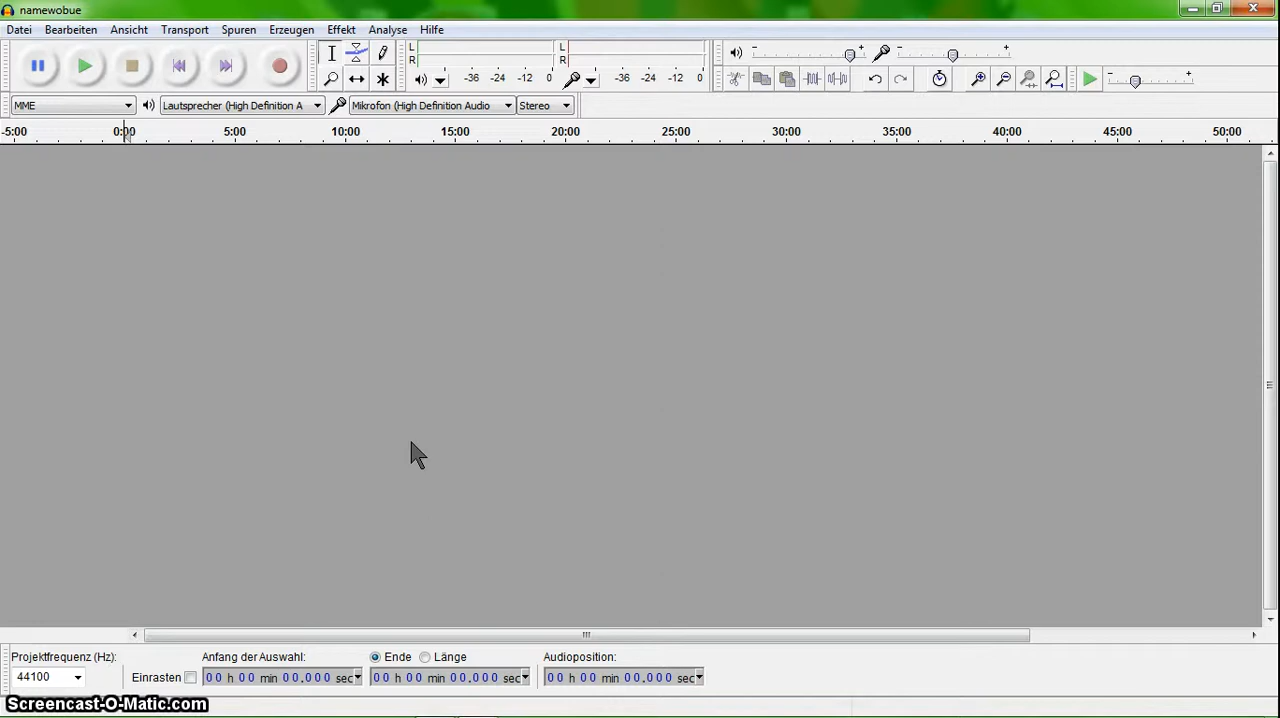 namewobue
Datei Bearbeiten Ansicht Transport Spuren Erzeugen Effekt Analyse Hilfe
L L
R R
-36 -24 -12 0 -36 -24 -12 0
MME Lautsprecher (High Definition A Mikrofon (High Definition Audio Stereo
-5:00 0:00 5:00 10:00 15:00 20:00 25:00 30:00 35:00 40:00 45:00 50:00
Projektfrequenz (Hz): Anfang der Auswahl: Ende Länge Audioposition:
44100 Einrasten 00 h 00 min 00.000 sec 00 h 00 min 00.000 sec 00 h 00 min 00.000 sec
Screencast-O-Matic.com